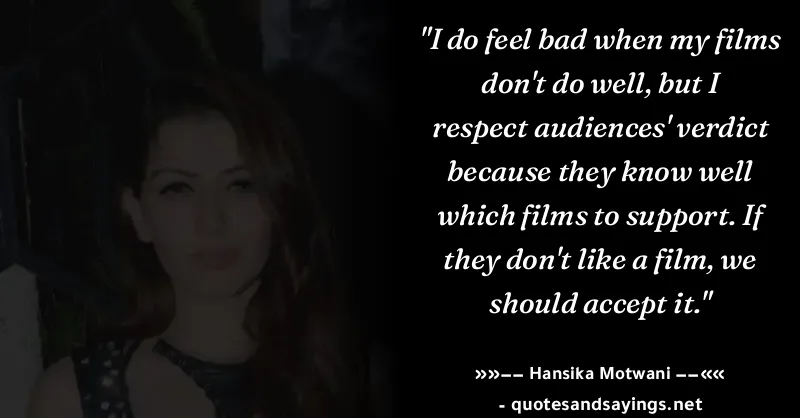 "I do feel bad when my films
don't do well, but I
respect audiences' verdict
because they know well
which films to support. If
they don't like a film, we
should accept it."
»»−− Hansika Motwani −−««
- quotesandsayings.net